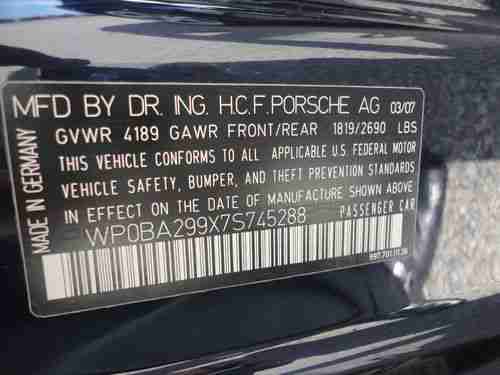 MFD BY DR. ING. H.C.F. PORSCHE AG 03/07
GVWR 4189 GAWR FRONT/REAR 1819/2690 LBS
THIS VEHICLE CONFORMS TO ALL APPLICABLE U.S. FEDERAL MOTOR
VEHICLE SAFETY, BUMPER, AND THEFT PREVENTION STANDARDS
IN EFFECT ON THE DATE OF MANUFACTURE SHOWN ABOVE.
WP0BA299X7S745288 PASSENGER CAR
MADE IN GERMANY